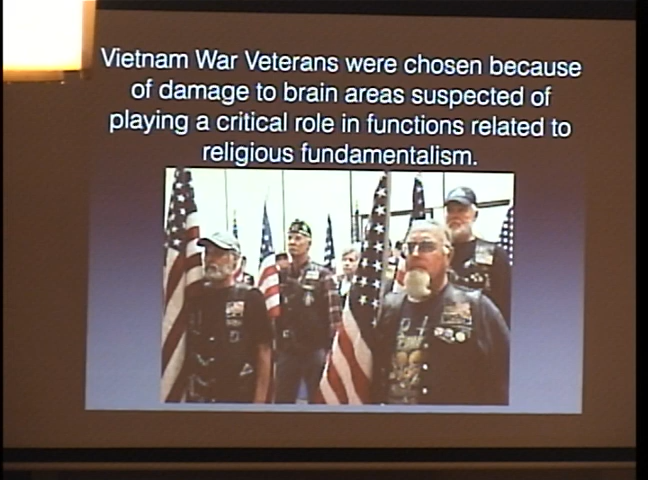 Vietnam War Veterans were chosen because
of damage to brain areas suspected of
playing a critical role in functions related to
religious fundamentalism.